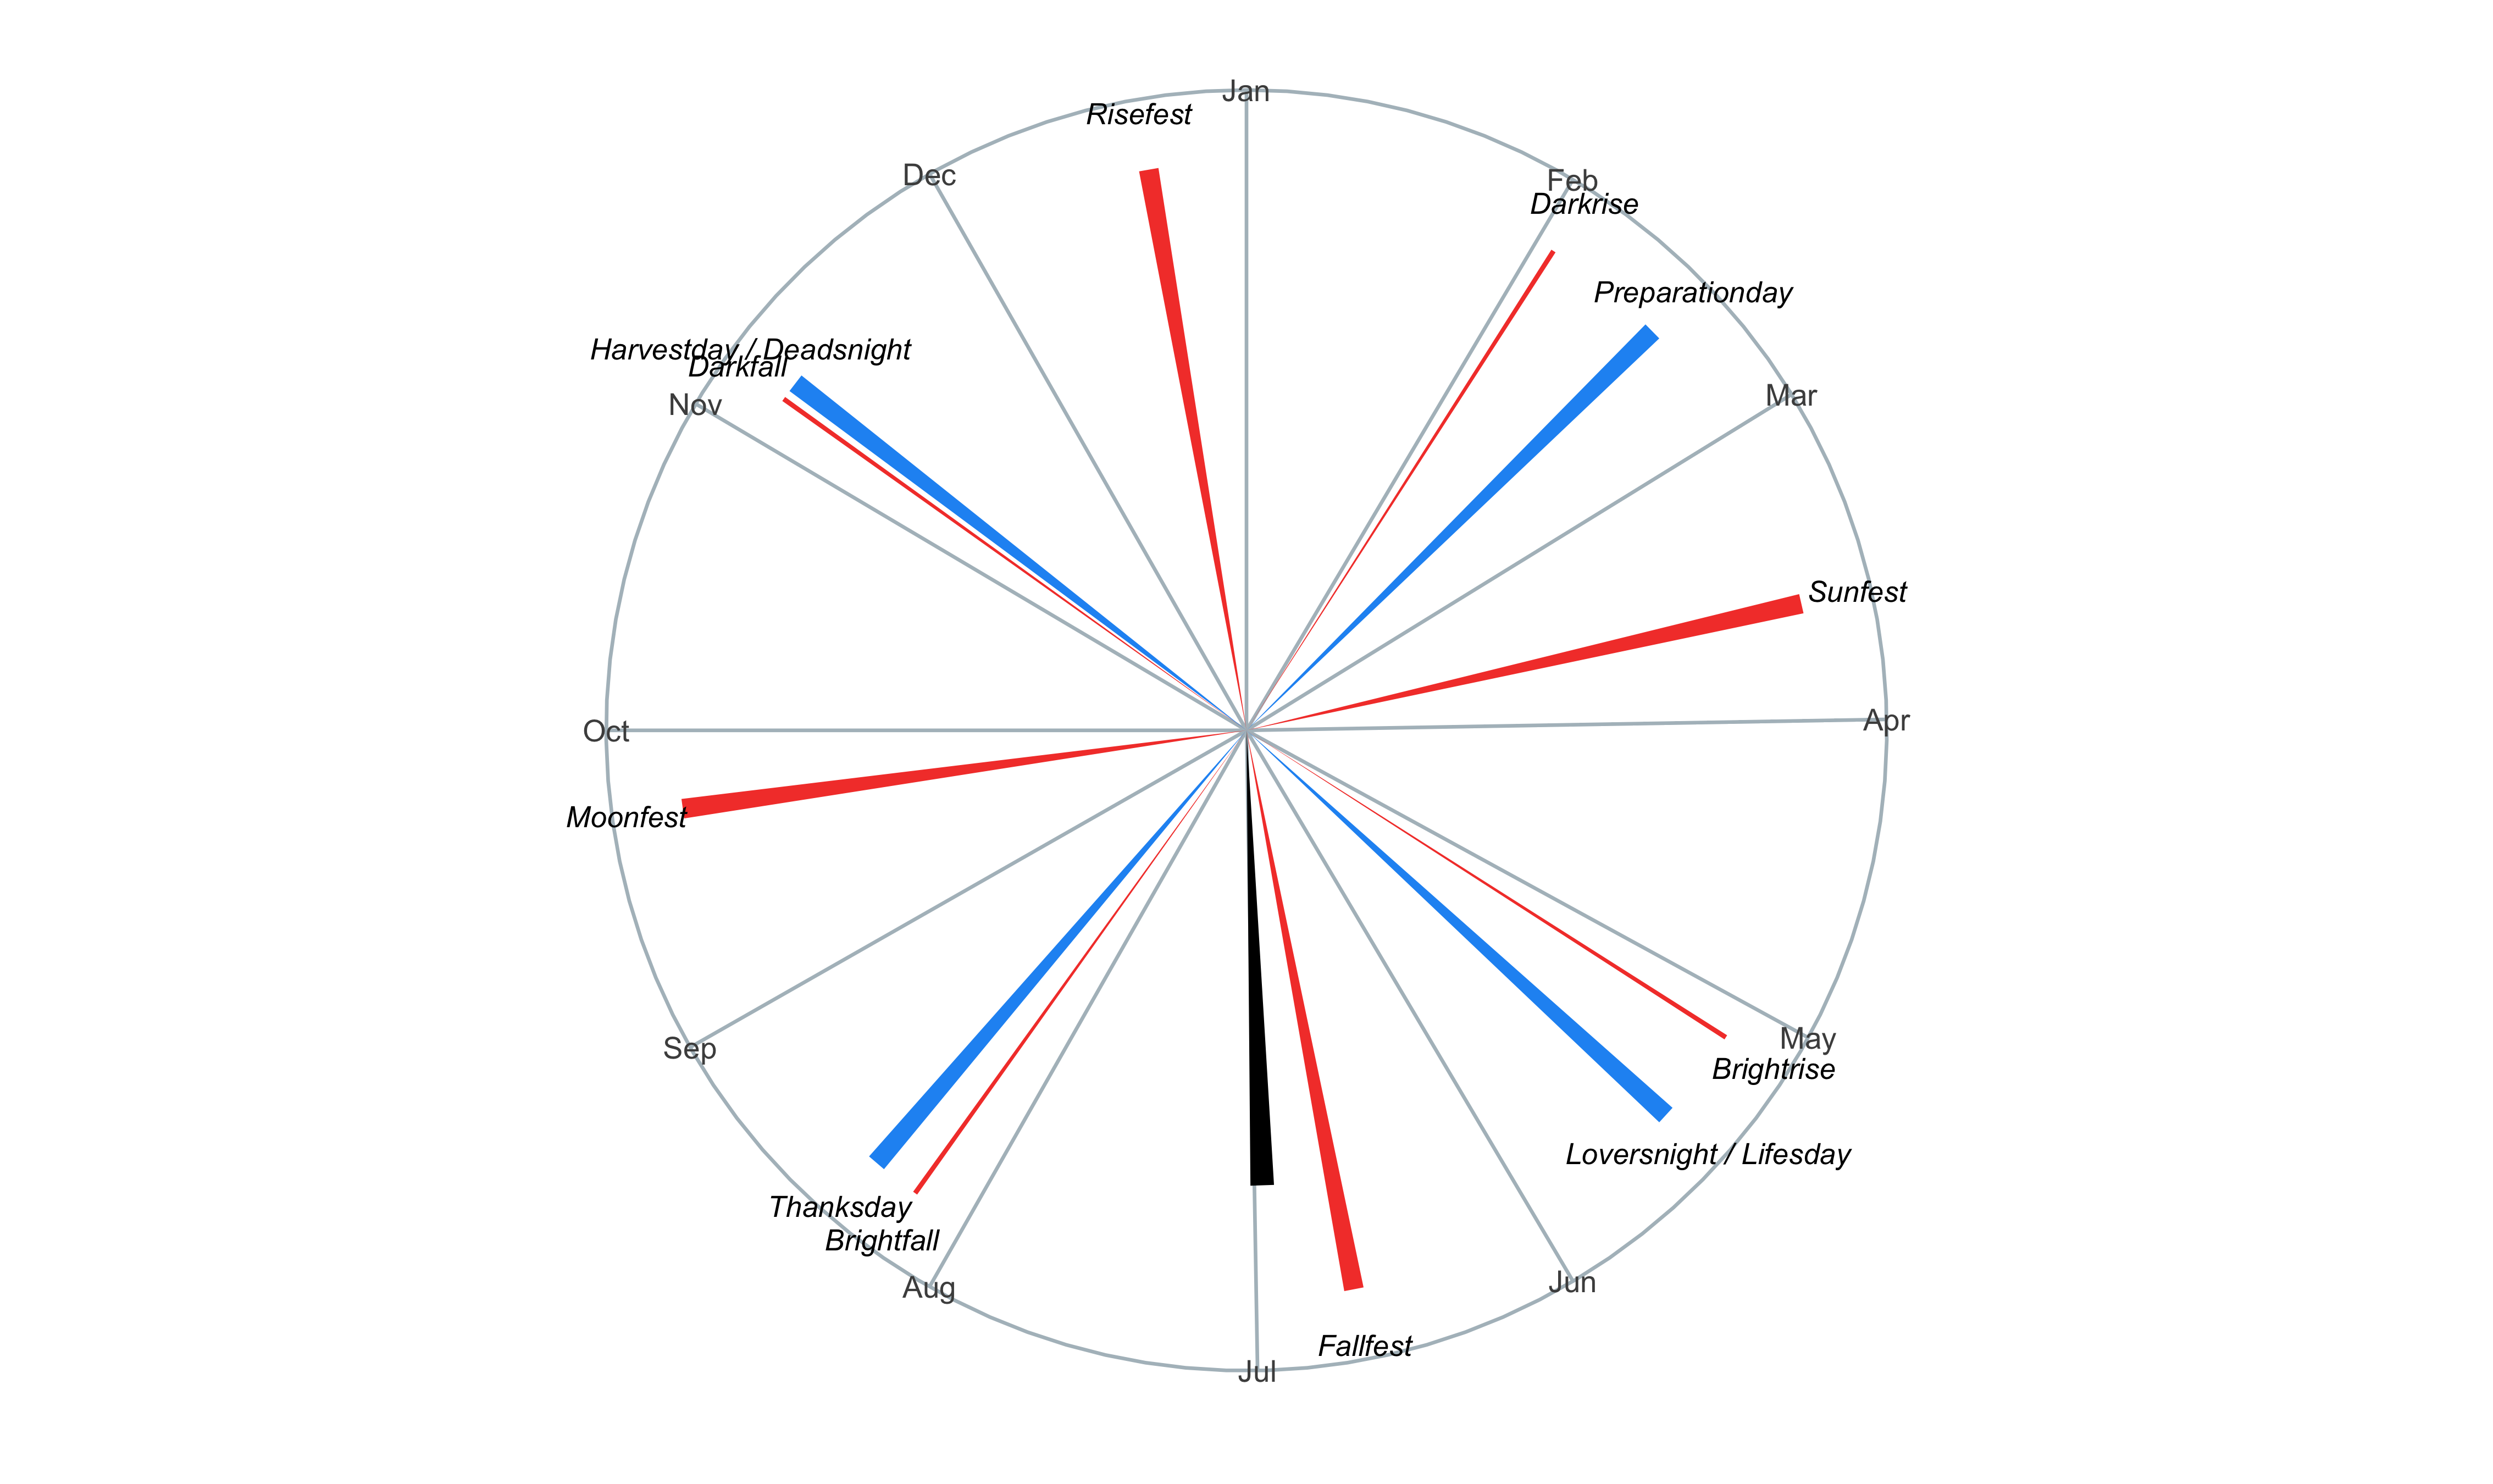 Jan
Risefest
Dec
Feb
Darkrise
Preparationday
Harvestday / Deadsnight
Darkfall
Nov
Mar
Sunfest
Apr
Oct
Moonfest
May
Sep
Brightrise
Loversnight / Lifesday
Thanksday
Brightfall
Aug
Jun
Fallfest
Jul